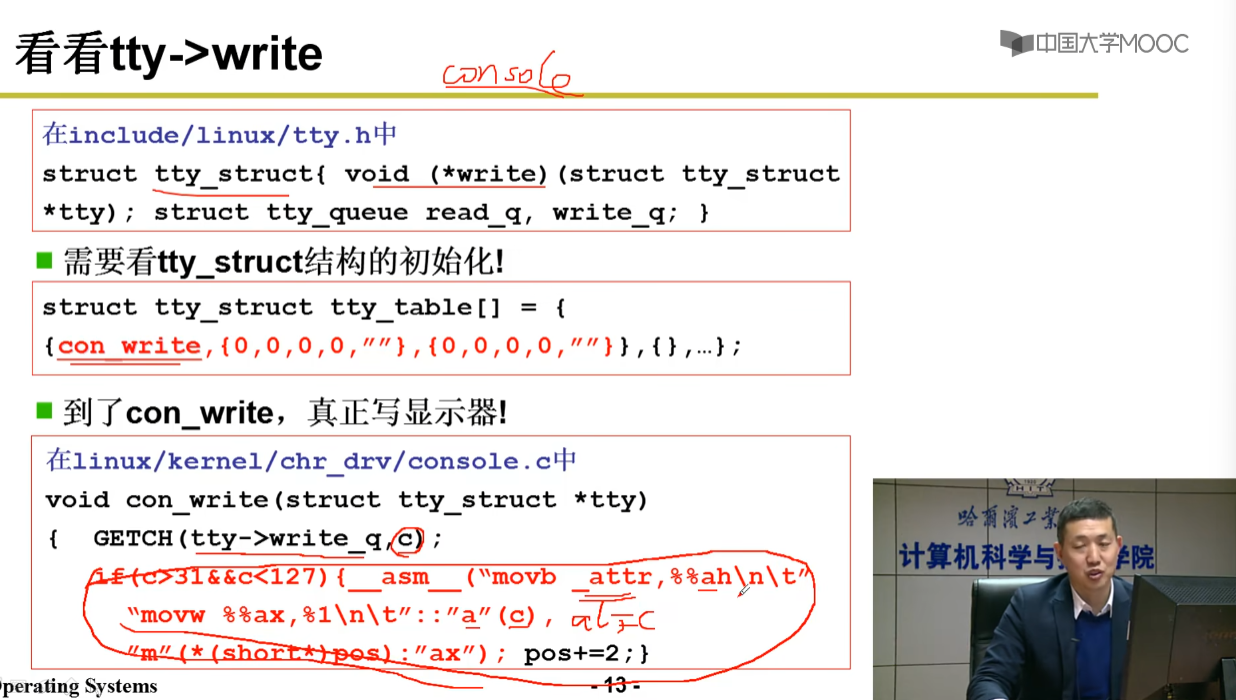 看看tty->write
console
中国大学MOOC
在include/linux/tty.h中
struct tty_struct{ void (*write)(struct tty_struct
*tty); struct tty_queue read_q, write_q; }
需要看tty_struct结构的初始化!
struct tty_struct tty_table[] = {
{con_write,{0,0,0,0,””},{0,0,0,0,””}},{},…};
到了con_write，真正写显示器!
在linux/kernel/chr_drv/console.c中
void con_write(struct tty_struct *tty)
{ GETCH(tty->write_q,c);
if(c>31&&c<127){__asm__(“movb _attr,%%ah\n\t”
“movw %%ax,%1\n\t”::”a”(c), al=c
”m”(*(short*)pos):”ax”); pos+=2;}
perating Systems
- 13 -
HIT
哈爾濱工業
计算机科学与 学院